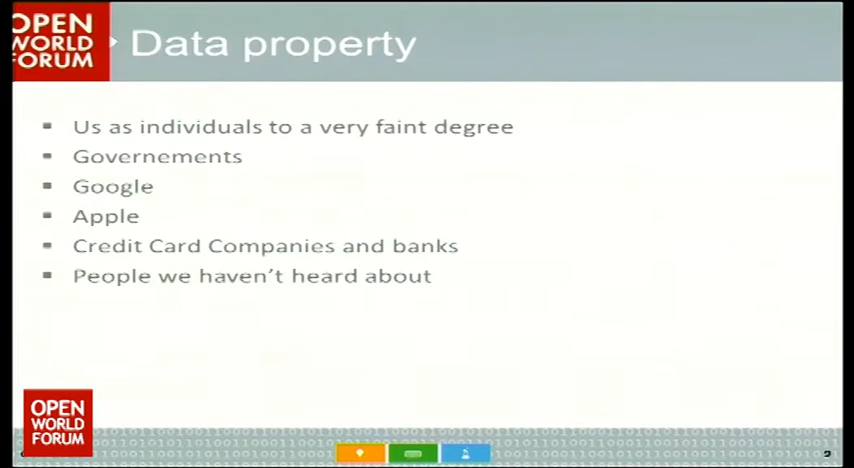 OPEN
WORLD
FORUM
Data property
Us as individuals to a very faint degree
Governements
Google
Apple
Credit Card Companies and banks
People we haven't heard about
OPEN
WORLD
FORUM
9